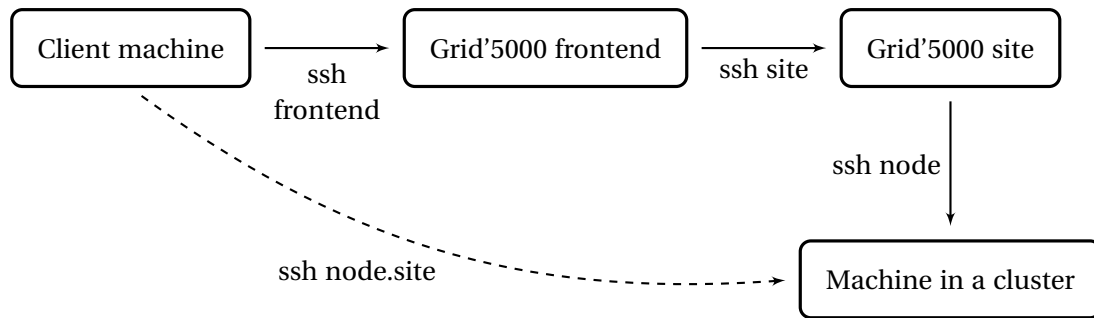 Client machine
Grid’5000 frontend
Grid’5000 site
ssh
frontend
ssh site
ssh node
ssh node.site
Machine in a cluster